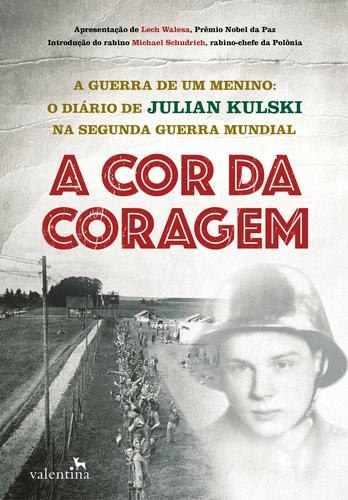 Apresentação de Lech Walesa, Prêmio Nobel da Paz
Introdução do rabino Michael Schudrich, rabino-chefe da Polônia
A GUERRA DE UM MENINO:
O DIÁRIO DE JULIAN KULSKI
NA SEGUNDA GUERRA MUNDIAL
A COR DA
CORAGEM
valentina